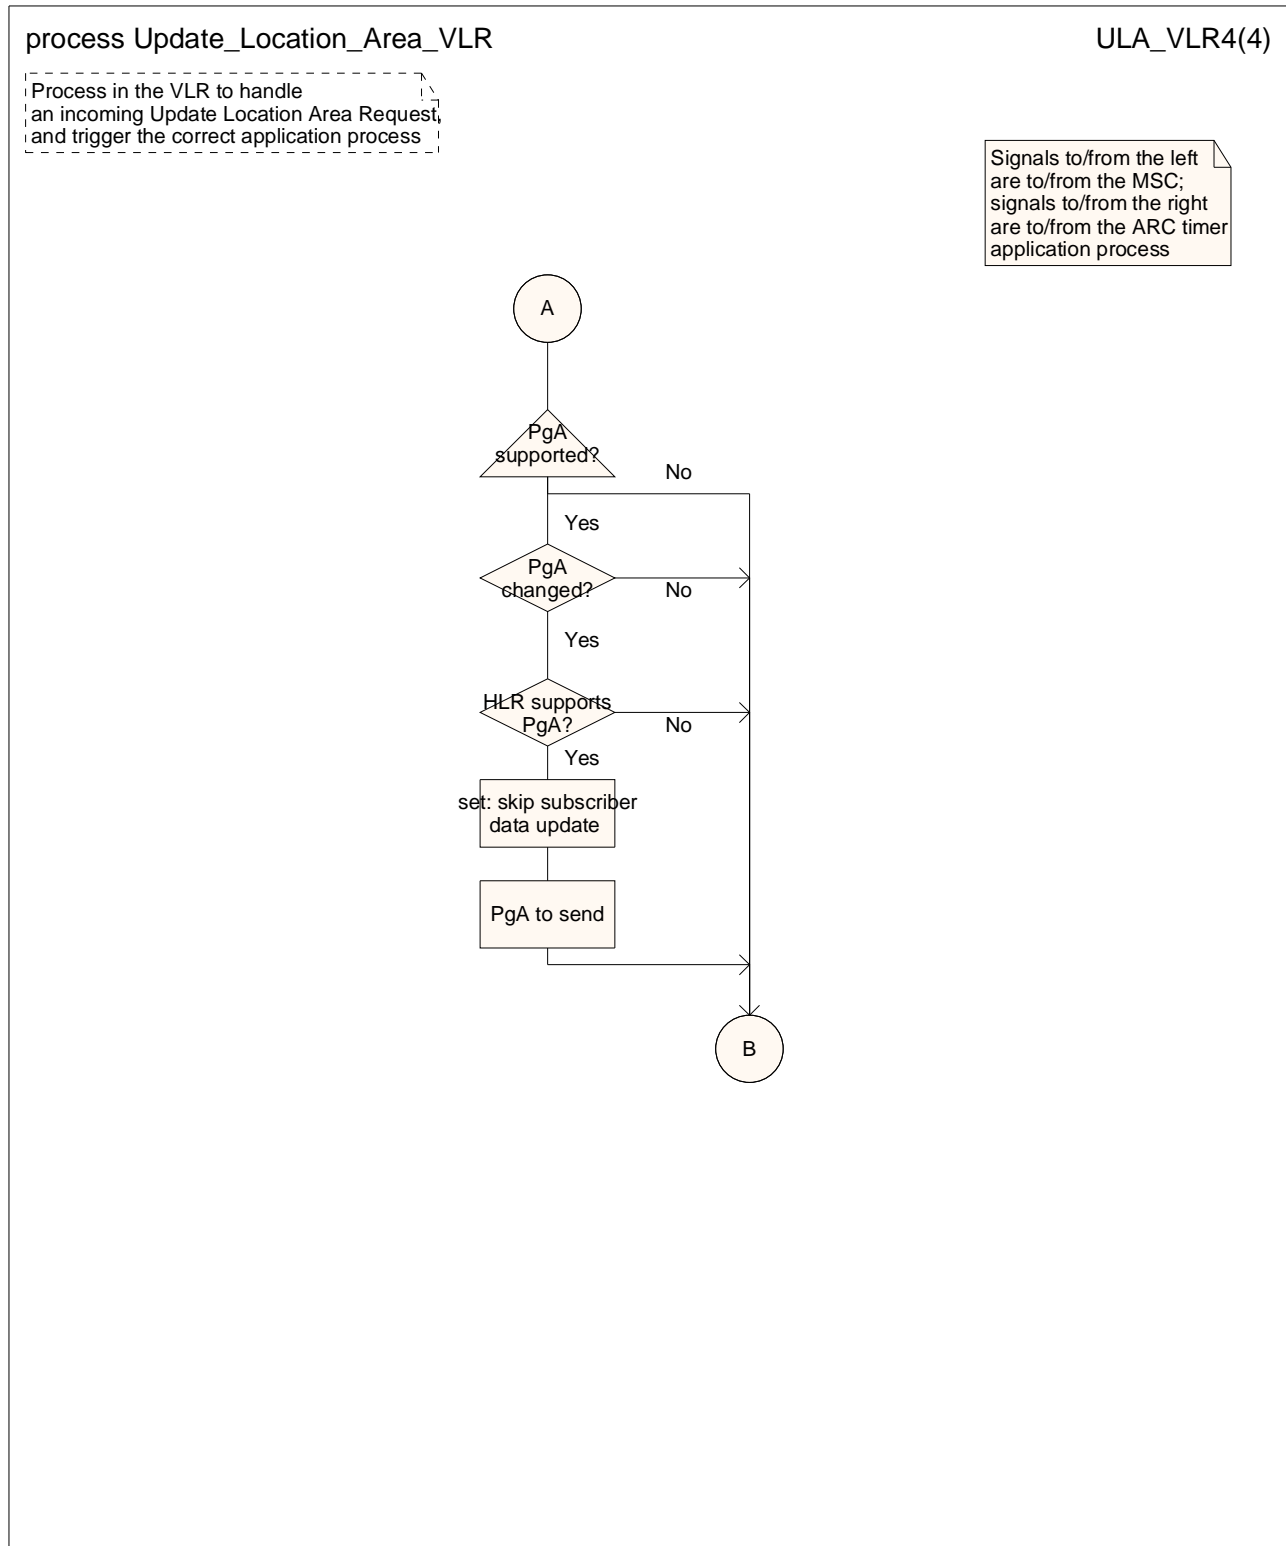 process Update_Location_Area_VLR
ULA_VLR4(4)
Process in the VLR to handle
an incoming Update Location Area Request,
and trigger the correct application process
Signals to/from the left
are to/from the MSC;
signals to/from the right
are to/from the ARC timer
application process
A
PgA
supported?
No
Yes
PgA
changed?
No
Yes
HLR supports
PgA?
No
Yes
set: skip subscriber
data update
PgA to send
B